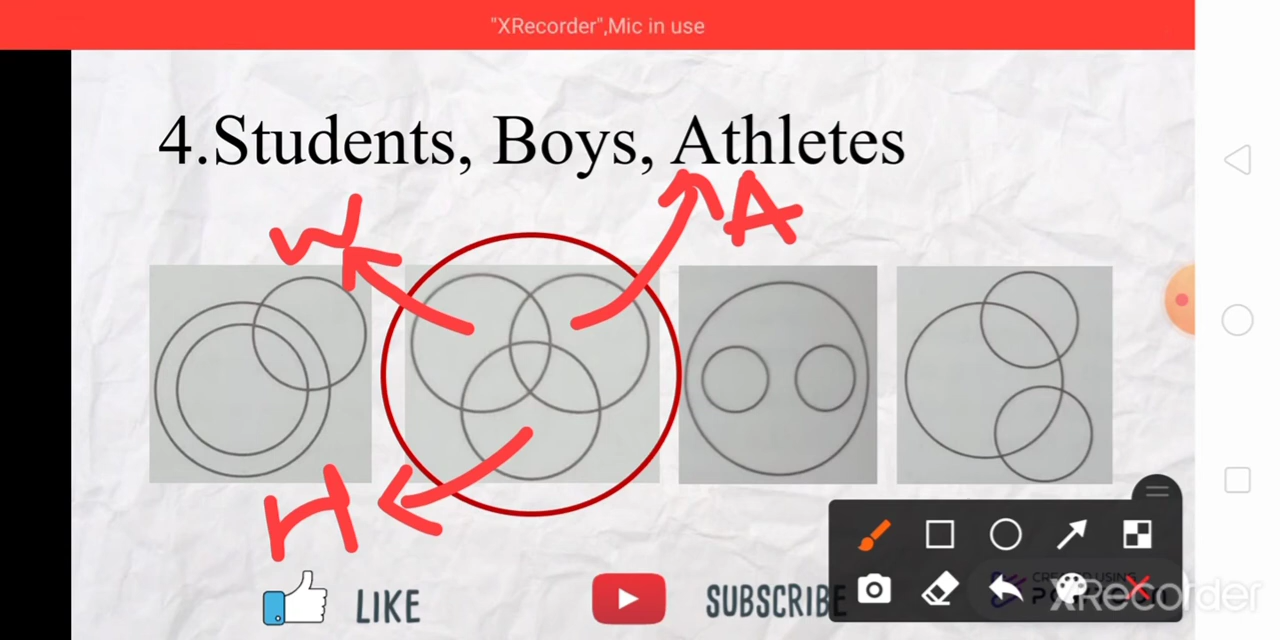 "XRecorder",Mic in use
4.Students, Boys, Athletes
A
H
LIKE
SUBSCRIBE
XRecorder